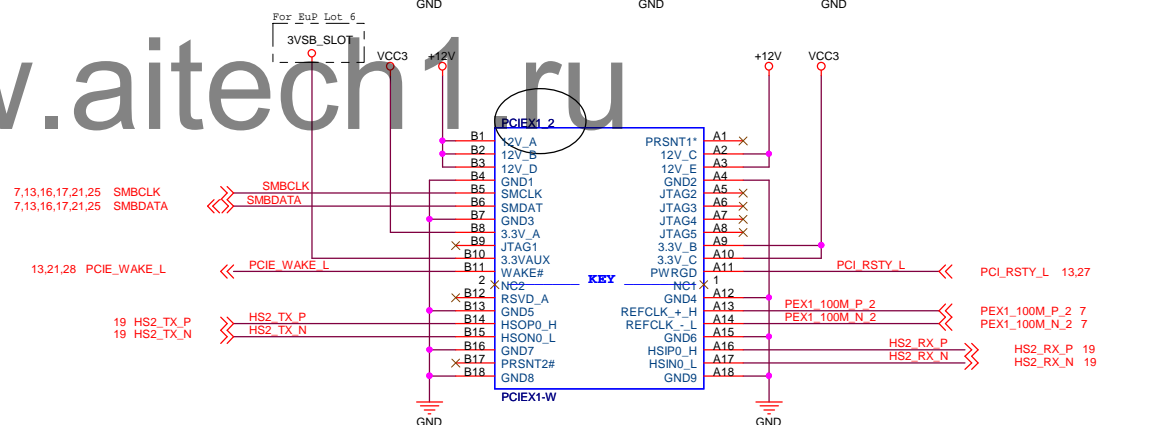 GND GND GND
For EuP Lot 6
3VSB_SLOT
VCC3 +12V +12V VCC3
w.aitech1.ru
PCIEX1_2
B1 12V_A PRSNT1* A1
B2 12V_B 12V_C A2
B3 12V_D 12V_E A3
B4 GND1 GND2 A4
7,13,16,17,21,25 SMBCLK SMBCLK B5 SMCLK JTAG2 A5
7,13,16,17,21,25 SMBDATA SMBDATA B6 SMDAT JTAG3 A6
B7 GND3 JTAG4 A7
B8 3.3V_A JTAG5 A8
B9 JTAG1 3.3V_B A9
B10 3.3VAUX 3.3V_C A10
13,21,28 PCIE_WAKE_L PCIE_WAKE_L B11 WAKE# PWRGD A11 PCI_RSTY_L PCI_RSTY_L 13,27
2 NC2 KEY NC1 1
B12 RSVD_A GND4 A12
B13 GND5 REFCLK_+_H A13 PEX1_100M_P_2 PEX1_100M_P_2 7
19 HS2_TX_P HS2_TX_P B14 HSOP0_H REFCLK_-_L A14 PEX1_100M_N_2 PEX1_100M_N_2 7
19 HS2_TX_N HS2_TX_N B15 HSON0_L GND6 A15
B16 GND7 HSIP0_H A16 HS2_RX_P HS2_RX_P 19
B17 PRSNT2# HSIN0_L A17 HS2_RX_N HS2_RX_N 19
B18 GND8 GND9 A18
PCIEX1-W
GND GND